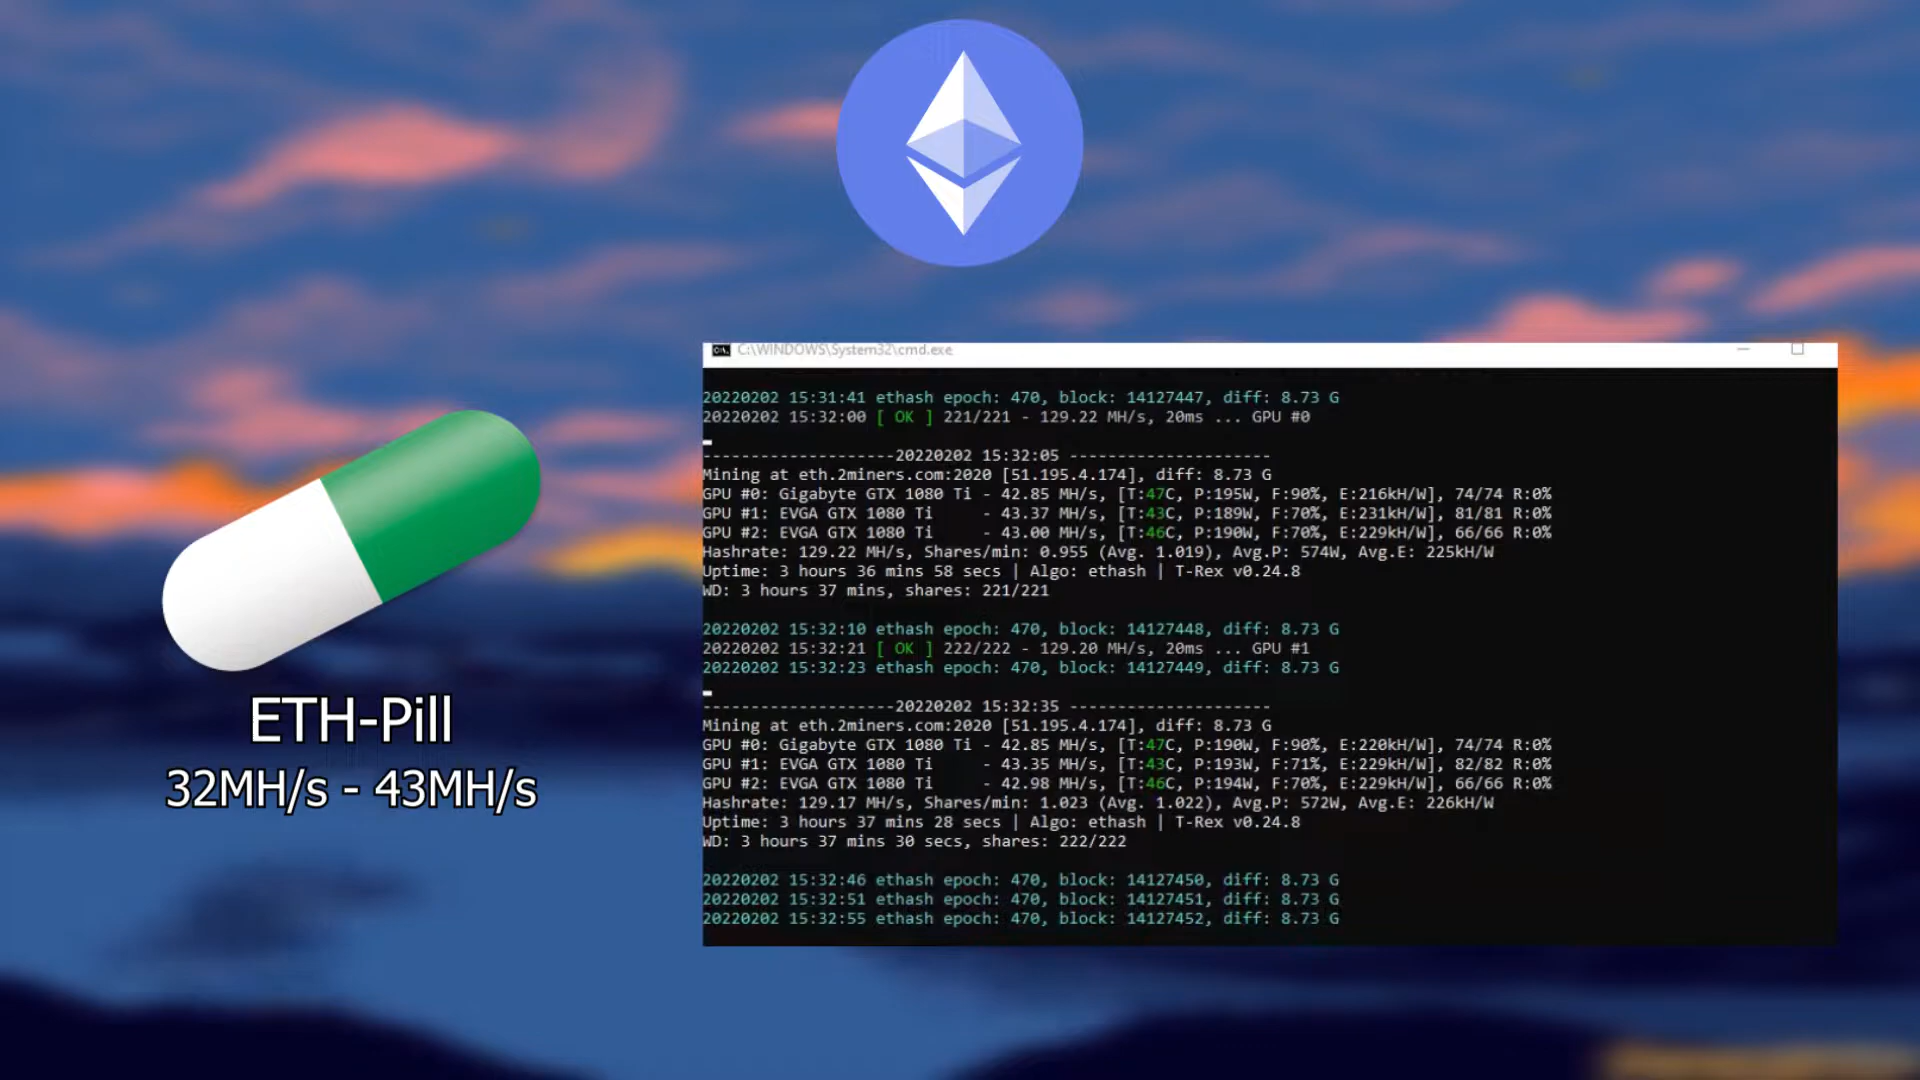 C:\WINDOWS\System32\cmd.exe
20220202 15:31:41 ethash epoch: 470, block: 14127447, diff: 8.73 G
20220202 15:32:00 [ OK ] 221/221 - 129.22 MH/s, 20ms ... GPU #0
--------------------20220202 15:32:05 ---------------------
Mining at eth.2miners.com:2020 [51.195.4.174], diff: 8.73 G
GPU #0: Gigabyte GTX 1080 Ti - 42.85 MH/s, [T:47C, P:195W, F:90%, E:216kH/W], 74/74 R:0%
GPU #1: EVGA GTX 1080 Ti     - 43.37 MH/s, [T:43C, P:189W, F:70%, E:231kH/W], 81/81 R:0%
GPU #2: EVGA GTX 1080 Ti     - 43.00 MH/s, [T:46C, P:190W, F:70%, E:229kH/W], 66/66 R:0%
Hashrate: 129.22 MH/s, Shares/min: 0.955 (Avg. 1.019), Avg.P: 574W, Avg.E: 225kH/W
Uptime: 3 hours 36 mins 58 secs | Algo: ethash | T-Rex v0.24.8
WD: 3 hours 37 mins, shares: 221/221
20220202 15:32:10 ethash epoch: 470, block: 14127448, diff: 8.73 G
20220202 15:32:21 [ OK ] 222/222 - 129.20 MH/s, 20ms ... GPU #1
20220202 15:32:23 ethash epoch: 470, block: 14127449, diff: 8.73 G
--------------------20220202 15:32:35 ---------------------
Mining at eth.2miners.com:2020 [51.195.4.174], diff: 8.73 G
GPU #0: Gigabyte GTX 1080 Ti - 42.85 MH/s, [T:47C, P:190W, F:90%, E:220kH/W], 74/74 R:0%
GPU #1: EVGA GTX 1080 Ti     - 43.35 MH/s, [T:43C, P:193W, F:71%, E:229kH/W], 82/82 R:0%
GPU #2: EVGA GTX 1080 Ti     - 42.98 MH/s, [T:46C, P:194W, F:70%, E:229kH/W], 66/66 R:0%
Hashrate: 129.17 MH/s, Shares/min: 1.023 (Avg. 1.022), Avg.P: 572W, Avg.E: 226kH/W
Uptime: 3 hours 37 mins 28 secs | Algo: ethash | T-Rex v0.24.8
WD: 3 hours 37 mins 30 secs, shares: 222/222
20220202 15:32:46 ethash epoch: 470, block: 14127450, diff: 8.73 G
20220202 15:32:51 ethash epoch: 470, block: 14127451, diff: 8.73 G
20220202 15:32:55 ethash epoch: 470, block: 14127452, diff: 8.73 G
ETH-Pill
32MH/s - 43MH/s